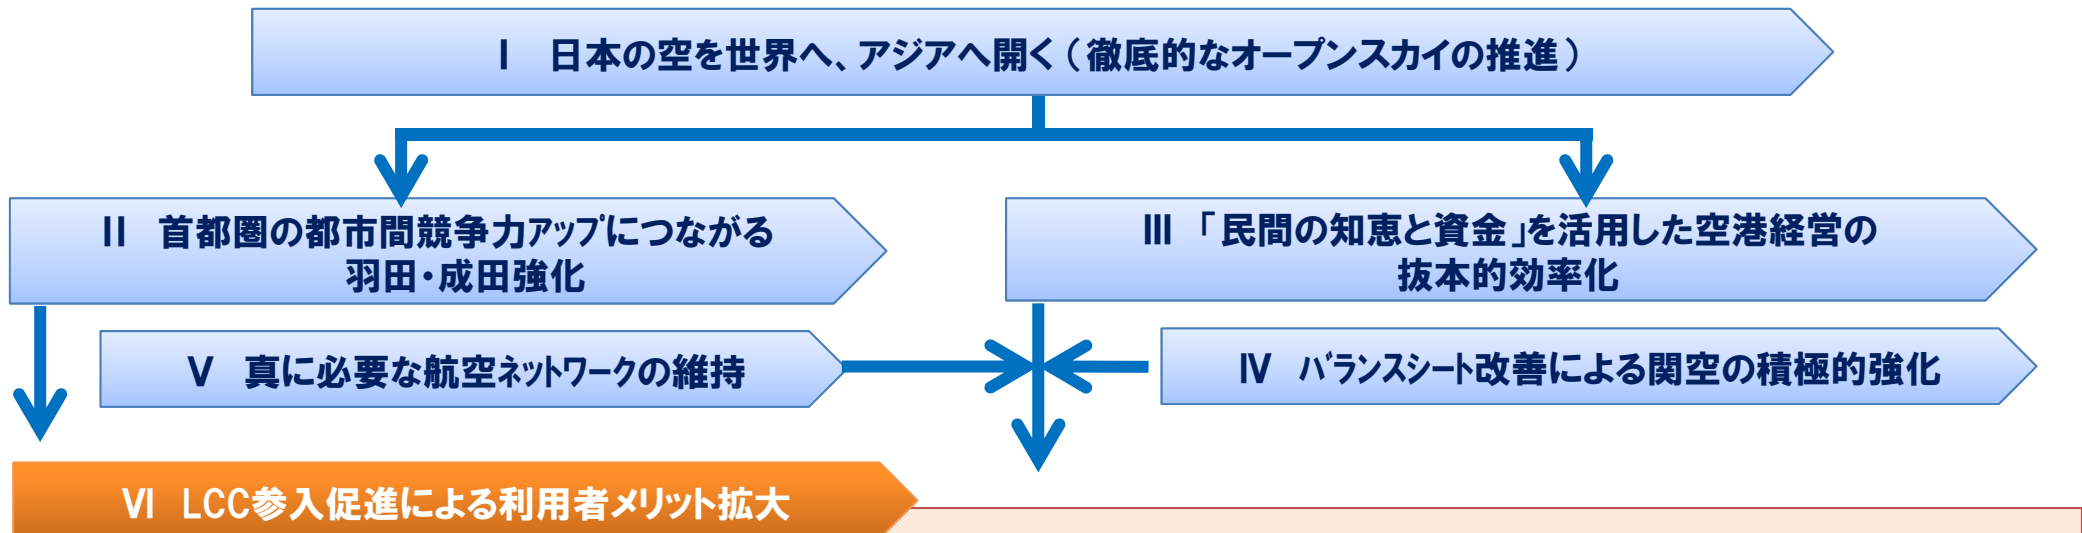 Ⅰ　日本の空を世界へ、アジアへ開く（徹底的なオープンスカイの推進）
Ⅱ　首都圏の都市間競争力アップにつながる
羽田・成田強化
Ⅲ　「民間の知恵と資金」を活用した空港経営の
抜本的効率化
Ⅴ　真に必要な航空ネットワークの維持
Ⅳ　バランスシート改善による関空の積極的強化
Ⅵ　LCC参入促進による利用者メリット拡大